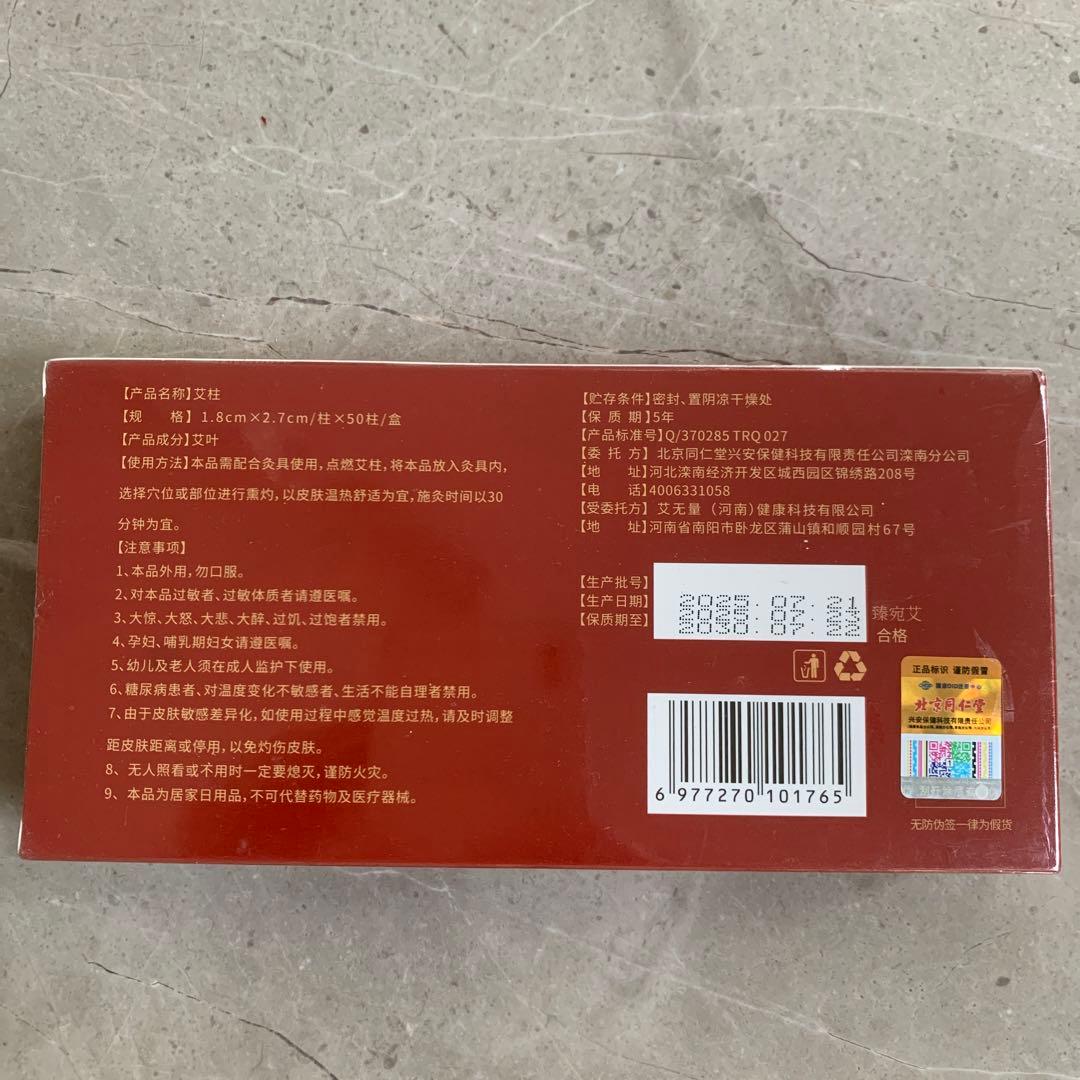 【产品名称】艾柱
【规 格】1.8cm×2.7cm/柱×50柱/盒
【产品成分】艾叶
【使用方法】本品需配合灸具使用，点燃艾柱，将本品放入灸具内，
选择穴位或部位进行熏灼，以皮肤温热舒适为宜，施灸时间以30
分钟为宜。
【注意事项】
1、本品外用，勿口服。
2、对本品过敏者、过敏体质者请遵医嘱。
3、大惊、大怒、大悲、大醉、过饥、过饱者禁用。
4、孕妇、哺乳期妇女请遵医嘱。
5、幼儿及老人须在成人监护下使用。
6、糖尿病患者、对温度变化不敏感者、生活不能自理者禁用。
7、由于皮肤敏感差异化，如使用过程中感觉温度过热，请及时调整
距皮肤距离或停用，以免灼伤皮肤。
8、无人照看或不用时一定要熄灭，谨防火灾。
9、本品为居家日用品，不可代替药物及医疗器械。
【贮存条件】密封、置阴凉干燥处
【保 质 期】5年
【产品标准号】Q/370285 TRQ 027
【委 托 方】北京同仁堂兴安保健科技有限责任公司滦南分公司
【地 址】河北滦南经济开发区城西园区锦绣路208号
【电 话】4006331058
【受委托方】艾无量（河南）健康科技有限公司
【地 址】河南省南阳市卧龙区蒲山镇和顺园村67号
【生产批号】
【生产日期】
【保质期至】
臻宛艾
合格
6 977270 101765
正品标识 谨防假冒
北京同仁堂
兴安保健科技有限责任公司
无防伪签一律为假货